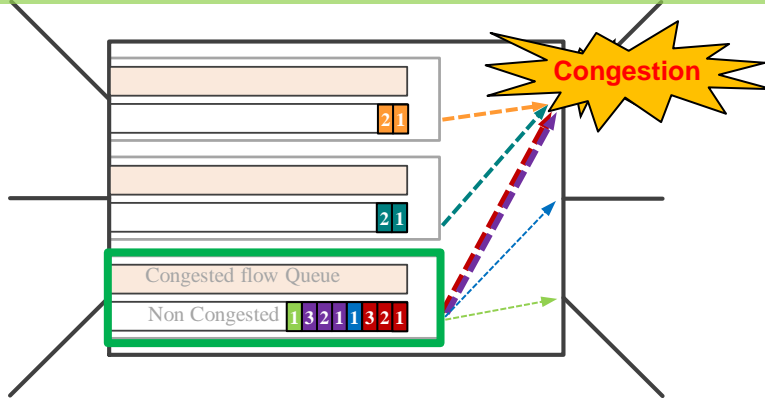 Congestion
2 1
2 1
Congested flow Queue
Non Congested 1 3 2 1 1 3 2 1